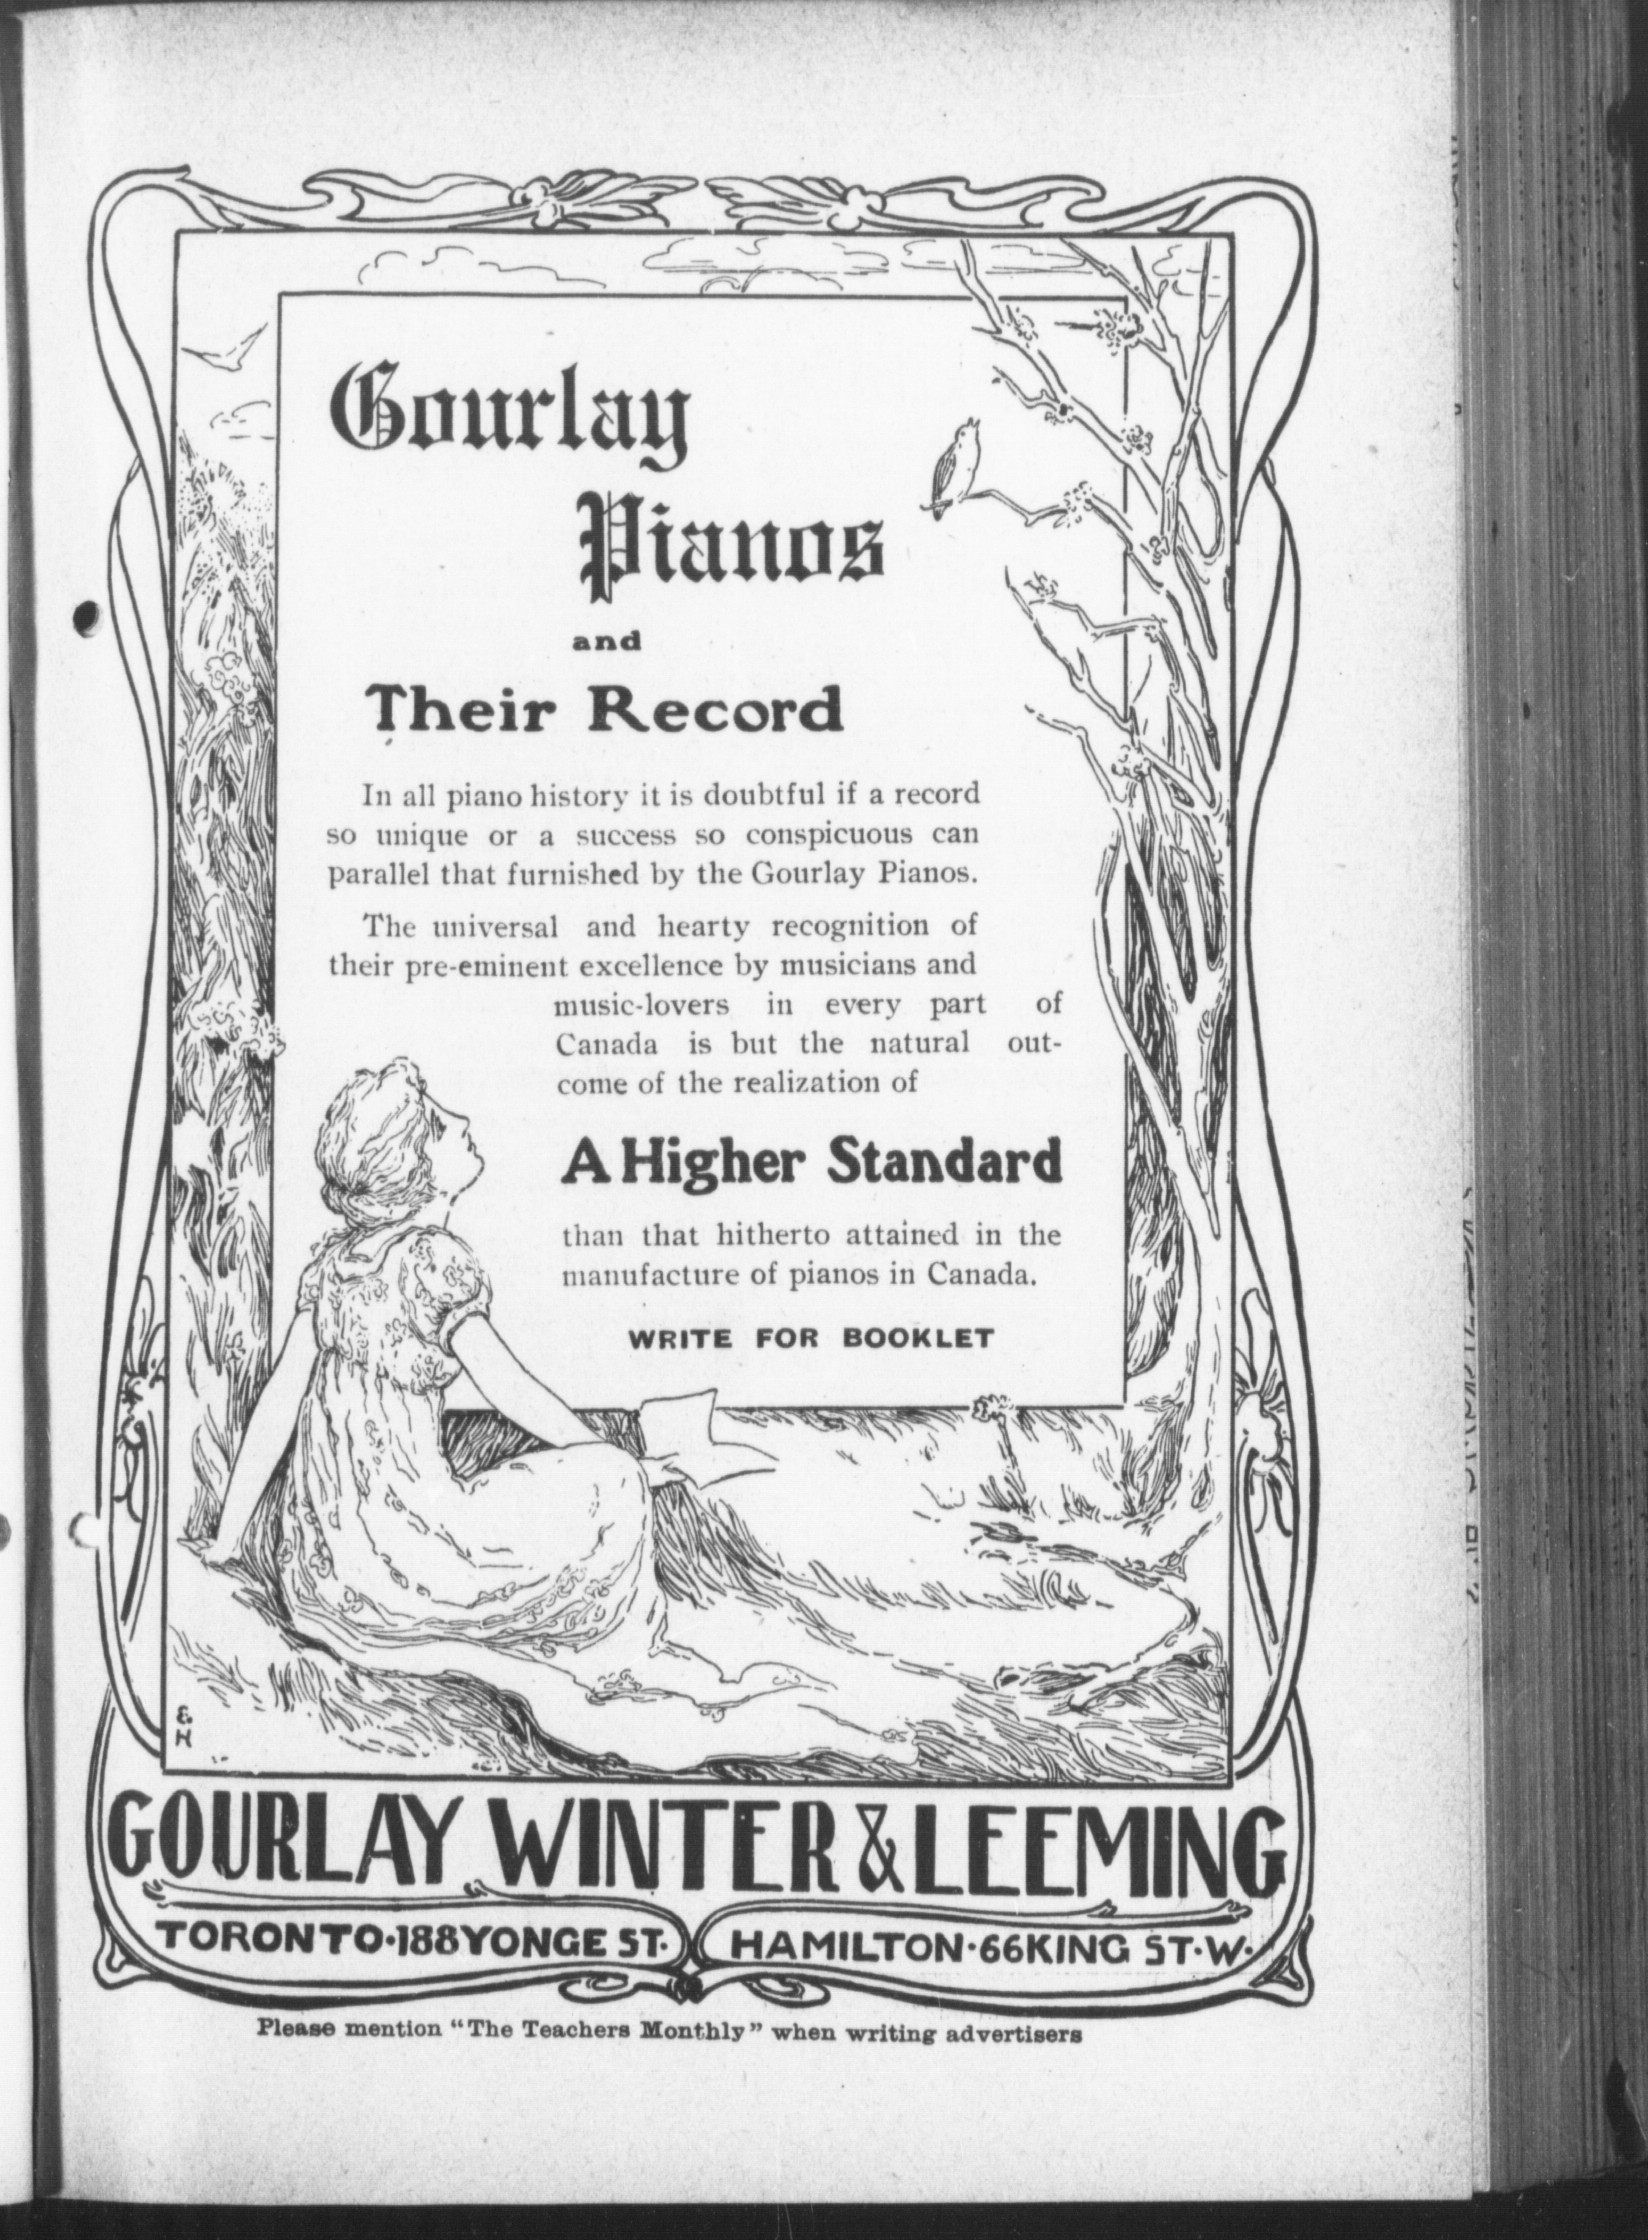 Gourlay
Pianos
and
Their Record
In all piano history it is doubtful if a record
so unique or a success so conspicuous can
parallel that furnished by the Gourlay Pianos.
The universal and hearty recognition of
their pre-eminent excellence by musicians and
music-lovers in every part of
Canada is but the natural out-
come of the realization of
A Higher Standard
than that hitherto attained in the
manufacture of pianos in Canada.
WRITE FOR BOOKLET
E.
H
GOURLAY WINTER & LEEMING
TORONTO·188 YONGE ST.
HAMILTON·66 KING ST·W·
Please mention "The Teachers Monthly" when writing advertisers